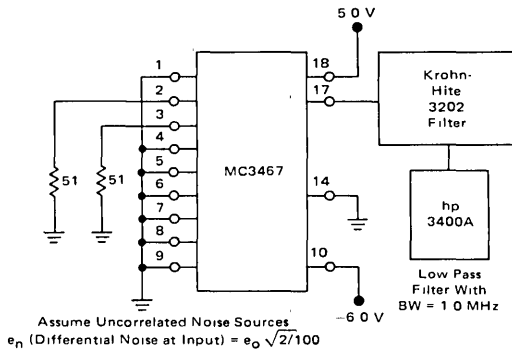 5 0 V
1
2
3
4
5
6
7
8
9
18
17
14
10
51
51
MC3467
Krohn-
Hite
3202
Filter
hp
3400A
Low Pass
Filter With
BW = 1 0 MHz
-6 0 V
Assume Uncorrelated Noise Sources
en (Differential Noise at Input) = eo √2/100